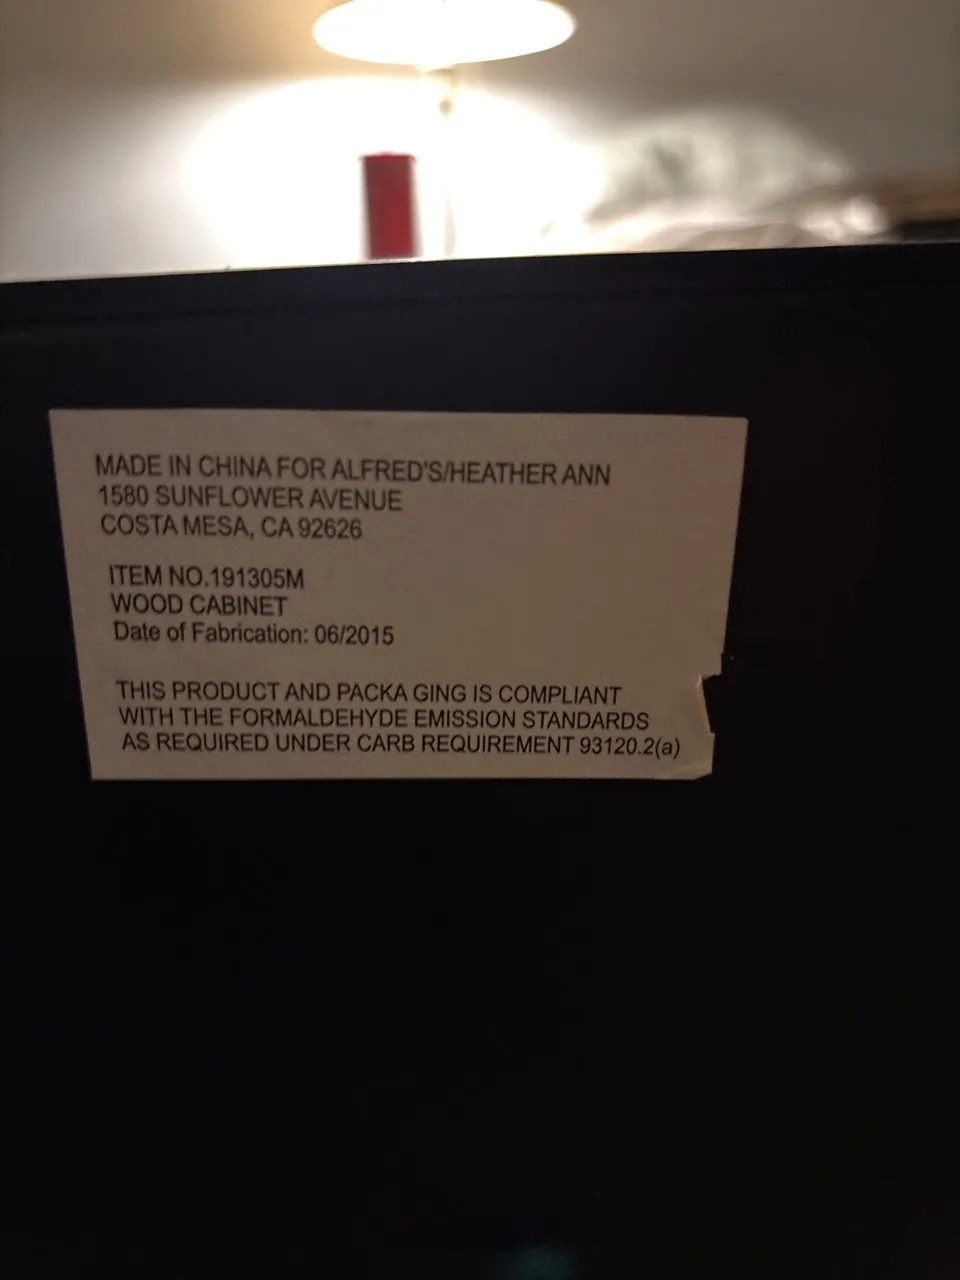 MADE IN CHINA FOR ALFRED'S/HEATHER ANN
1580 SUNFLOWER AVENUE
COSTA MESA, CA 92626
ITEM NO.191305M
WOOD CABINET
Date of Fabrication: 06/2015
THIS PRODUCT AND PACKA GING IS COMPLIANT
WITH THE FORMALDEHYDE EMISSION STANDARDS
AS REQUIRED UNDER CARB REQUIREMENT 93120.2(a)